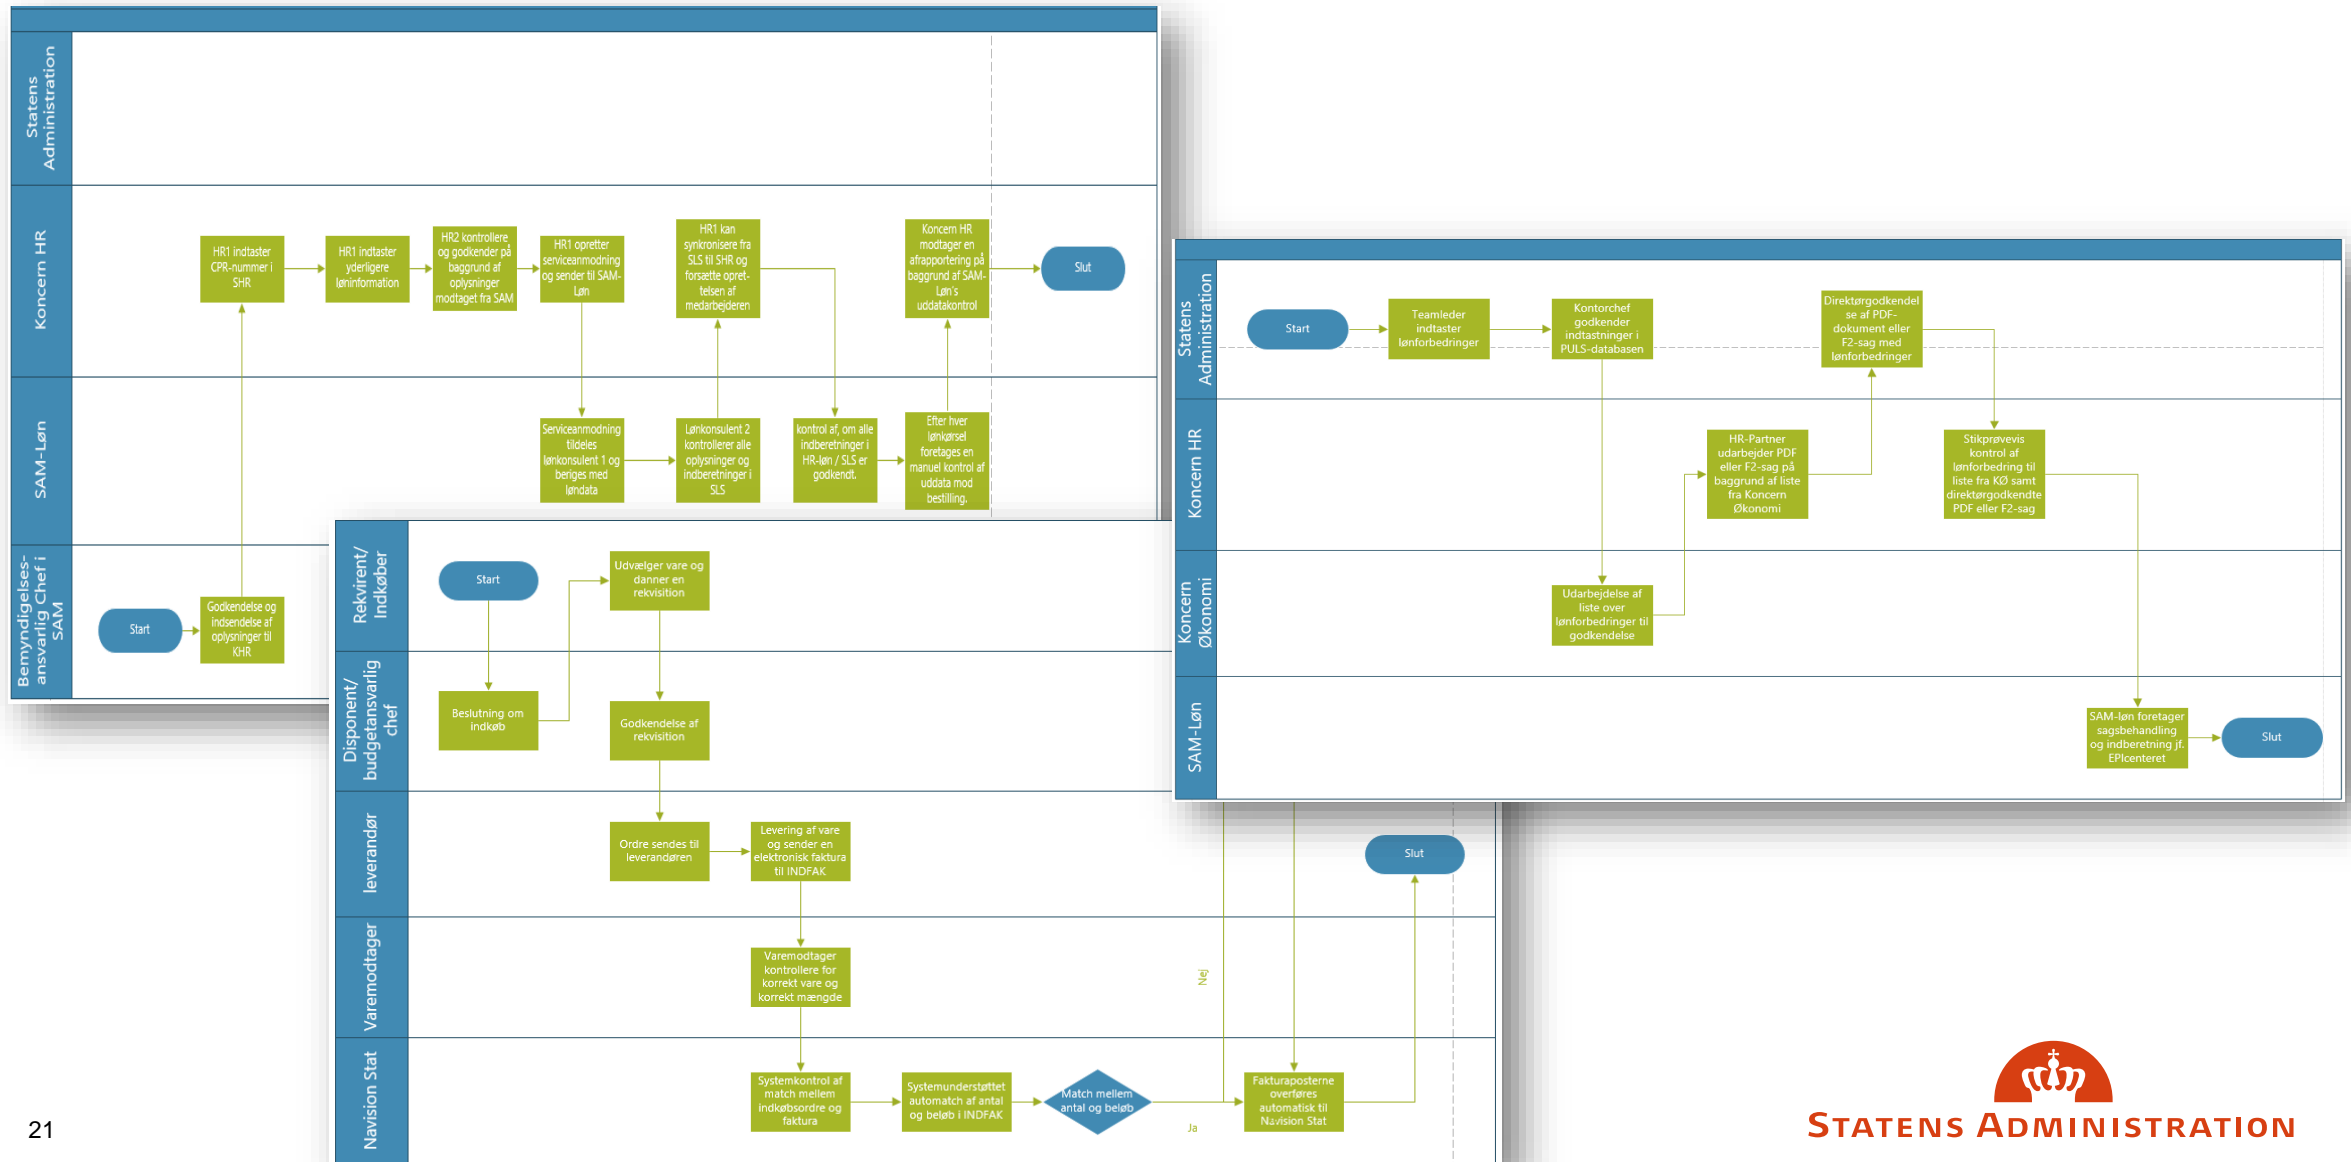 Statens
Administration
Koncern HR
HR1 indtaster
CPR-nummer i
SHR
HR1 indtaster
yderligere
løninformation
HR2 kontrollere
og godkender på
baggrund af
oplysninger
modtaget fra SAM
HR1 opretter
serviceanmodning
og sender til SAM-
Løn
HR1 kan
synkronisere fra
SLS til SHR og
forsætte opret-
telsen af
medarbejderen
Koncern HR
modtager en
afrapportering på
baggrund af SAM-
Løn's
uddatakontrol
Slut
SAM-Løn
Serviceanmodning
tildeles
lønkonsulent 1 og
beriges med
løndata
Lønkonsulent 2
kontrollerer alle
oplysninger og
indberetninger i
SLS
kontrol af, om alle
indberetninger i
HR-løn / SLS er
godkendt.
Efter hver
lønkørsel
foretages en
manuel kontrol af
uddata mod
bestilling.
Bemyndigelses-
ansvarlig Chef i
SAM
Start
Godkendelse og
indsendelse af
oplysninger til
KHR
Rekvirent/
Indkøber
Start
Udvælger vare og
danner en
rekvisition
Disponent/
budgetansvarlig
chef
Beslutning om
indkøb
Godkendelse af
rekvisition
leverandør
Ordre sendes til
leverandøren
Levering af vare
og sender en
elektronisk faktura
til INDFAK
Slut
Varemodtager
Varemodtager
kontrollere for
korrekt vare og
korrekt mængde
Nej
Navision Stat
Systemkontrol af
match mellem
indkøbsordre og
faktura
Systemunderstøttet
automatch af antal
og beløb i INDFAK
Match mellem
antal og beløb
Ja
Fakturaposterne
overføres
automatisk til
Navision Stat
Statens
Administration
Start
Teamleder
indtaster
lønforbedringer
Kontorchef
godkender
indtastninger i
PULS-databasen
Direktørgodkendel
se af PDF-
dokument eller
F2-sag med
lønforbedringer
Koncern HR
HR-Partner
udarbejder PDF
eller F2-sag på
baggrund af liste
fra Koncern
Økonomi
Stikprøvevis
kontrol af
lønforbedring til
liste fra KØ samt
direktørgodkendte
PDF eller F2-sag
Koncern
Økonomi
Udarbejdelse af
liste over
lønforbedringer til
godkendelse
SAM-Løn
SAM-løn foretager
sagsbehandling
og indberetning jf.
EPIcenteret
Slut
21
STATENS ADMINISTRATION